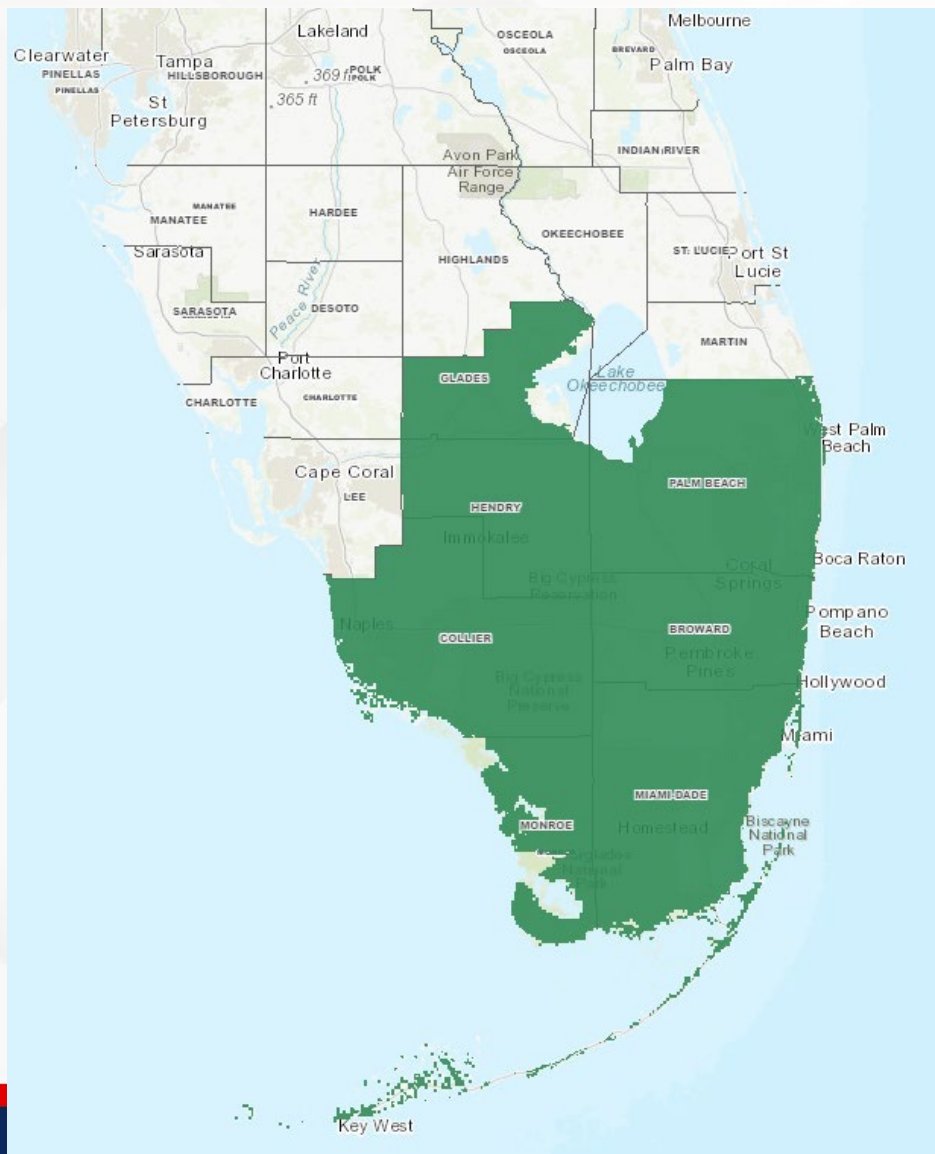 Melbourne
Lakeland
OSCEOLA
OSCEOLA
BREVARD
Clearwater
PINELLAS
PINELLAS
Tampa
HILLSBOROUGH
369 ft
POLK
POLK
Palm Bay
365 ft
St
Petersburg
Avon Park
Air Force
Range
INDIAN RIVER
MANATEE
MANATEE
HARDEE
OKEECHOBEE
Sarasota
HIGHLANDS
ST. LUCIE
Port St
Lucie
Peace River
SARASOTA
DESOTO
MARTIN
Port
Charlotte
CHARLOTTE
CHARLOTTE
GLADES
Lake
Okeechobee
West Palm
Beach
Cape Coral
LEE
PALM BEACH
HENDRY
Immokalee
Boca Raton
Coral
Springs
Big Cypress
Reservation
Pompano
Beach
Naples
COLLIER
BROWARD
Pembroke
Pines
Big Cypress
National
Preserve
Hollywood
Miami
MIAMI-DADE
MONROE
Homestead
Biscayne
National
Park
Everglades
National
Park
Key West